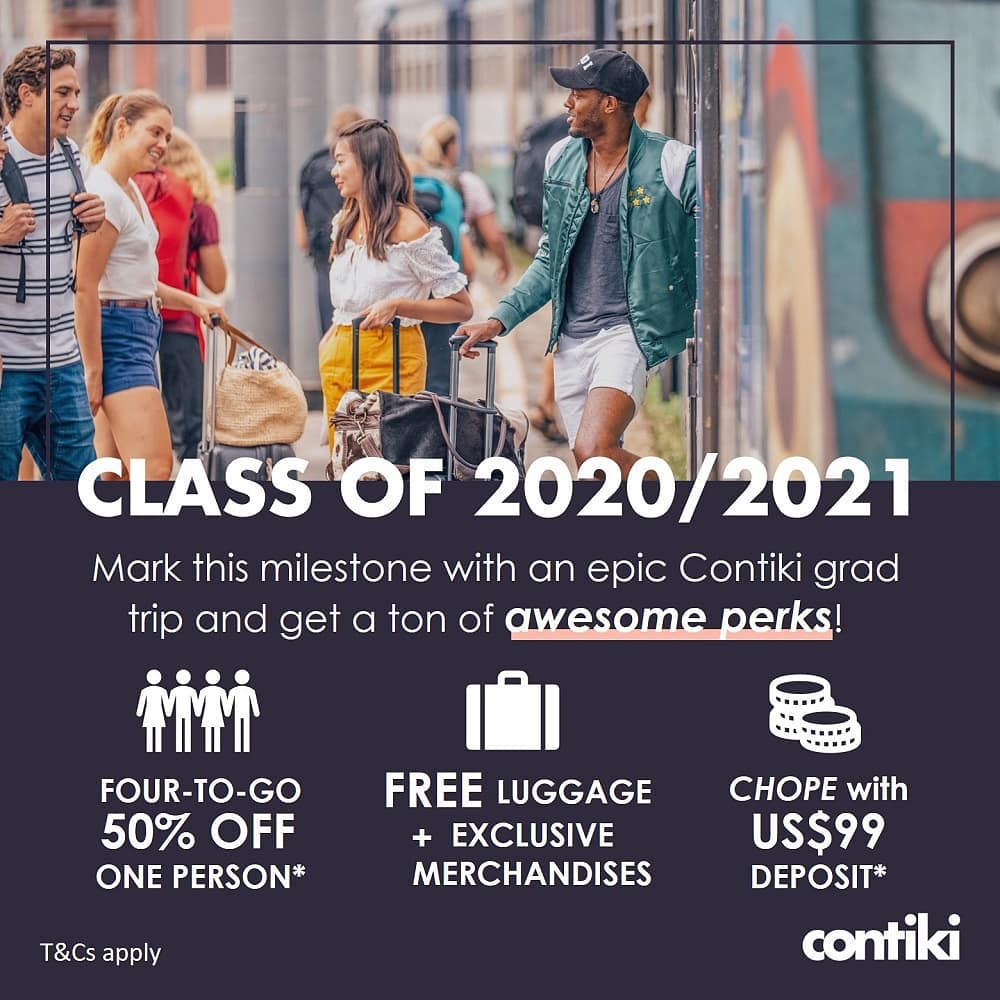 CLASS OF 2020/2021
Mark this milestone with an epic Contiki grad
trip and get a ton of awesome perks!
FOUR-TO-GO
50% OFF
ONE PERSON*
FREE LUGGAGE
+ EXCLUSIVE
MERCHANDISES
CHOPE with
US$99
DEPOSIT*
T&Cs apply
contiki